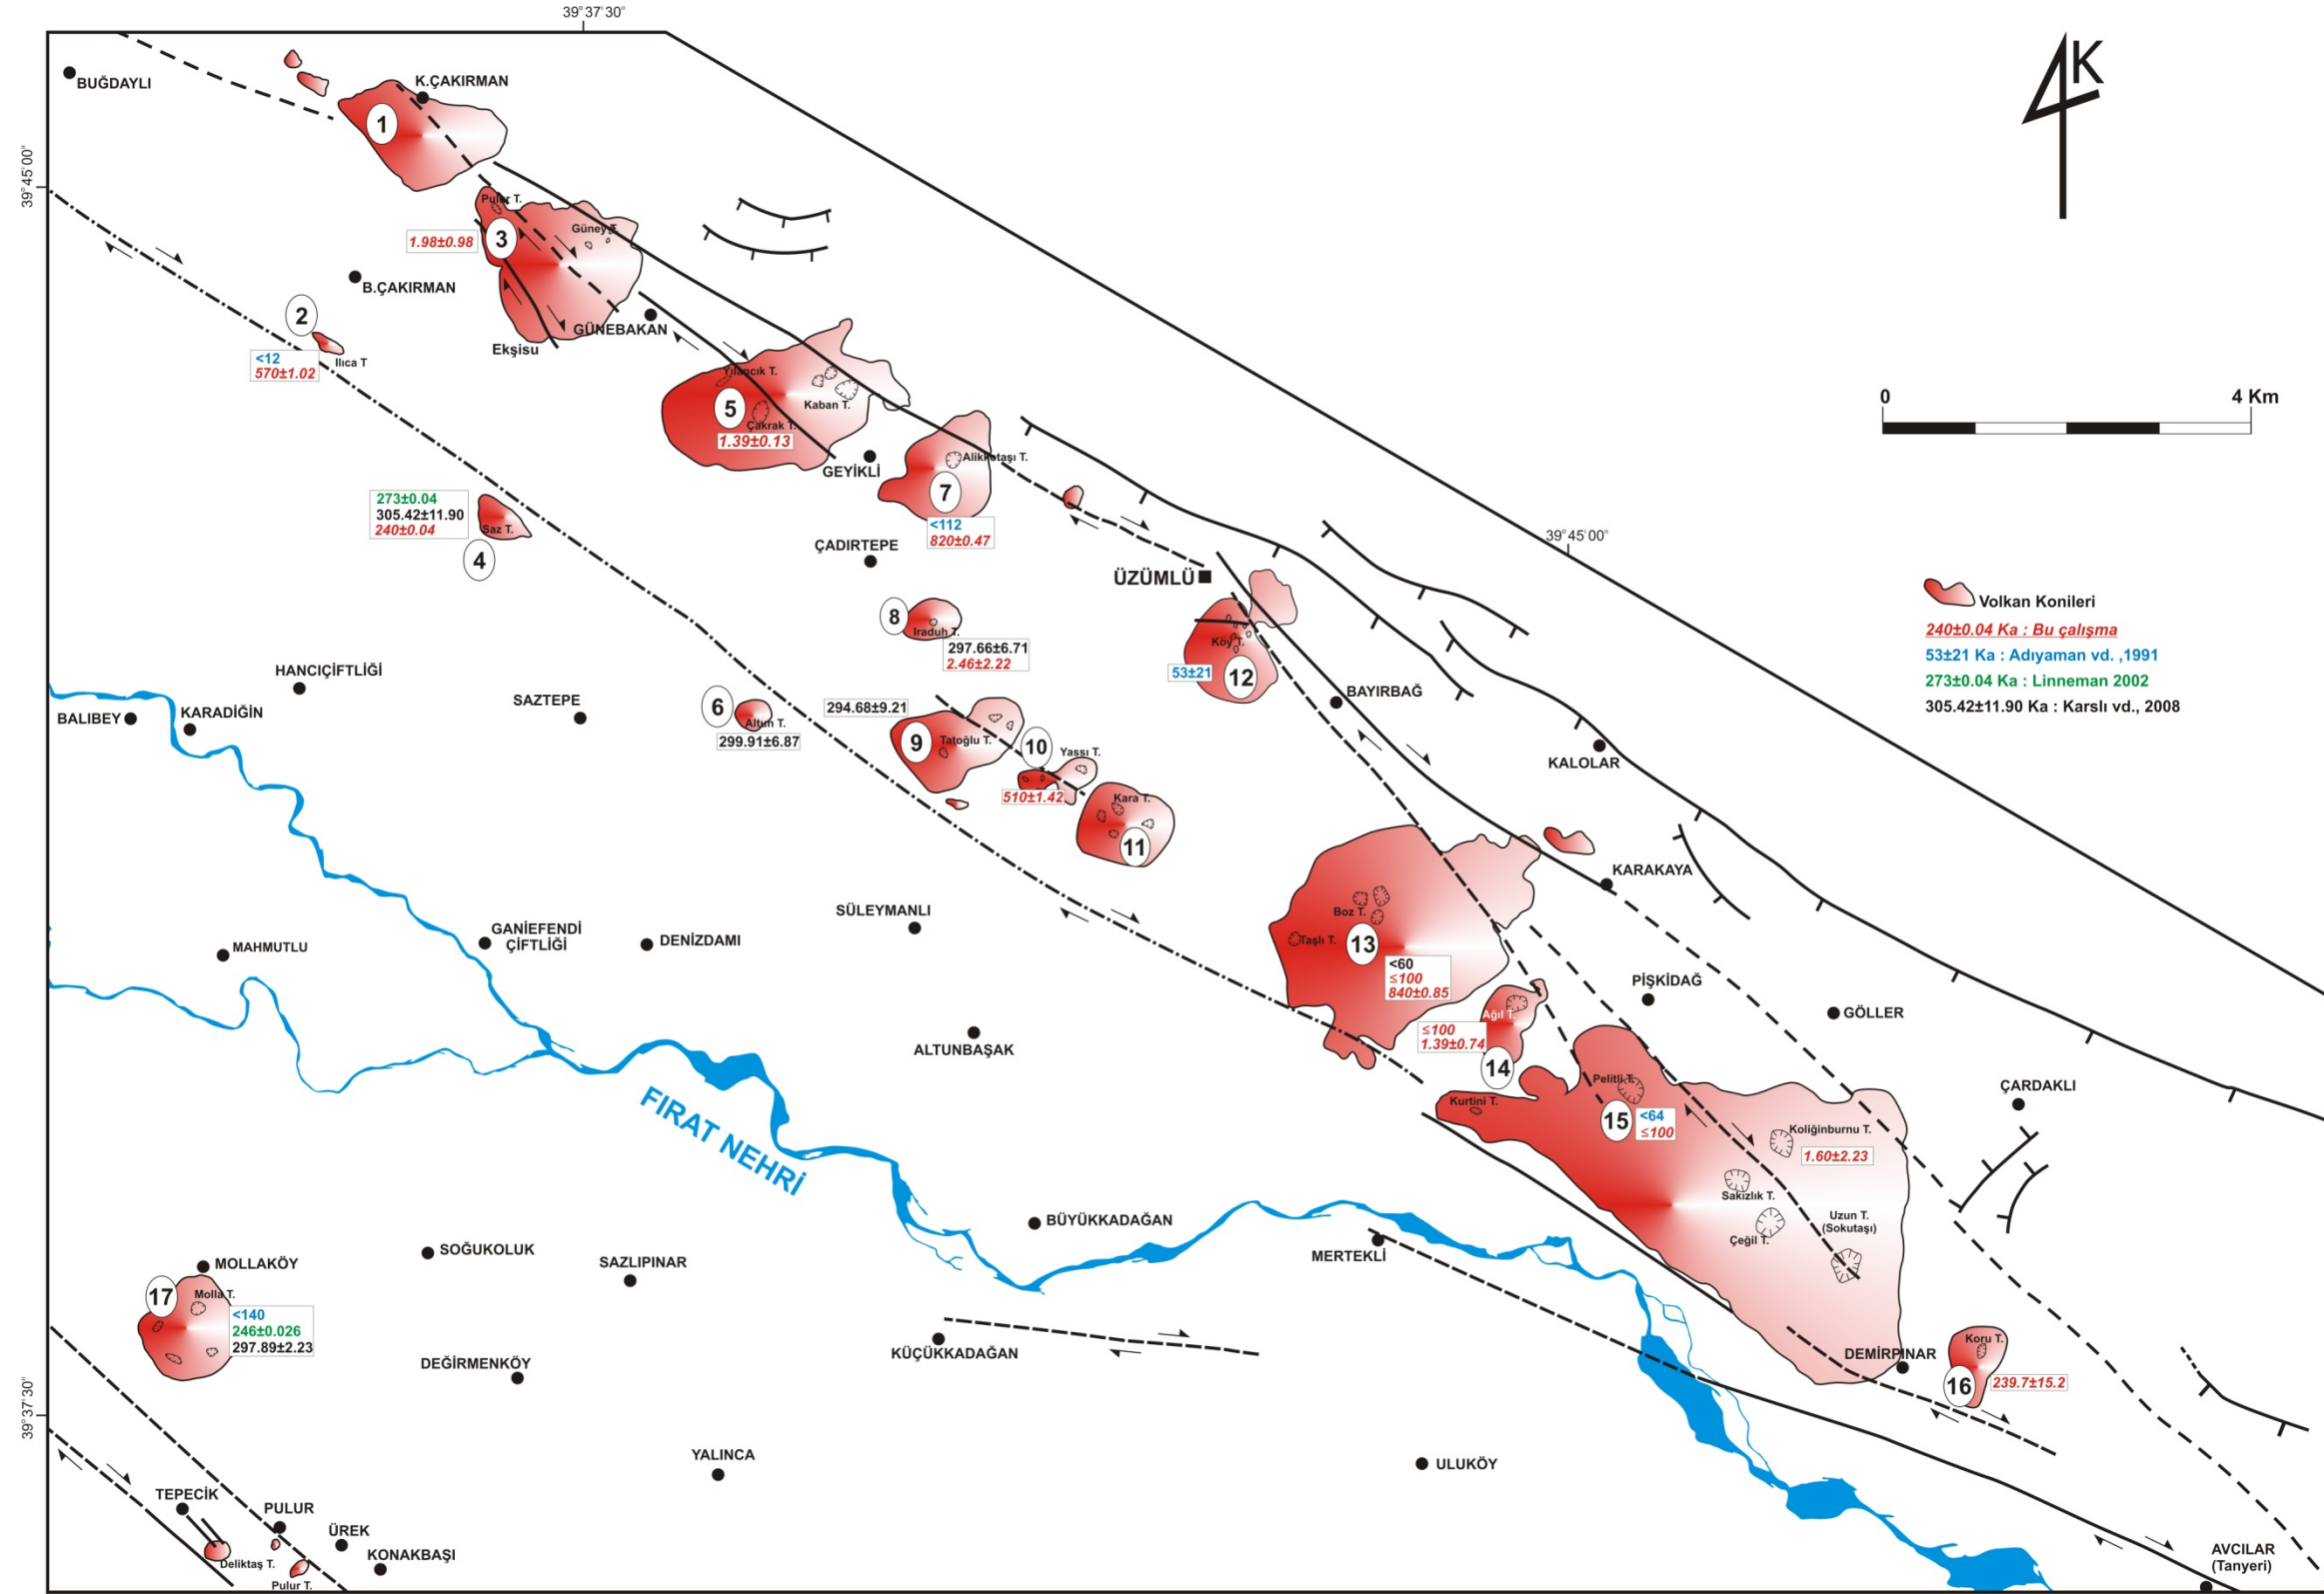 39°37'30"
K
BUĞDAYLI
K.ÇAKIRMAN
1
39°45'00"
Pulur T.
Güney T.
3
1.98±0.98
B.ÇAKIRMAN
2
GÜNEBAKAN
Ekşisu
<12
570±1.02
Ilıca T
Yılancık T.
Kaban T.
5
Çakrak T.
1.39±0.13
0
4 Km
GEYİKLİ
Alikkotaşı T.
7
<112
820±0.47
273±0.04
305.42±11.90
240±0.04
Saz T.
4
ÇADIRTEPE
39°45'00"
ÜZÜMLÜ
Volkan Konileri
240±0.04 Ka : Bu çalışma
53±21 Ka : Adıyaman vd. ,1991
273±0.04 Ka : Linneman 2002
305.42±11.90 Ka : Karslı vd., 2008
8
Iraduh T.
297.66±6.71
2.46±2.22
Köy T.
53±21
12
HANCIÇİFTLİĞİ
SAZTEPE
BAYIRBAĞ
BALIBEY
KARADİĞİN
6
Altun T.
299.91±6.87
294.68±9.21
9
Tatoğlu T.
10
Yassı T.
510±1.42
Kara T.
11
KALOLAR
KARAKAYA
SÜLEYMANLI
Boz T.
Taşlı T.
13
<60
≤100
840±0.85
GANİEFENDİ
ÇİFTLİĞİ
DENİZDAMI
MAHMUTLU
PİŞKİDAĞ
GÖLLER
Ağıl T.
≤100
1.39±0.74
14
ALTUNBAŞAK
ÇARDAKLI
FIRAT NEHRİ
Pelitli T.
Kurtini T.
15
<64
≤100
Koliğinburnu T.
1.60±2.23
Sakızlık T.
Uzun T.
(Sokutaşı)
Çeğil T.
BÜYÜKKADAĞAN
MERTEKLİ
SOĞUKOLUK
SAZLIPINAR
MOLLAKÖY
17
Molla T.
<140
246±0.026
297.89±2.23
KÜÇÜKKADAĞAN
DEĞİRMENKÖY
DEMİRPINAR
Koru T.
16
239.7±15.2
39°37'30"
YALINCA
ULUKÖY
TEPECİK
PULUR
ÜREK
KONAKBAŞI
Deliktaş T.
Pulur T.
AVCILAR
(Tanyeri)